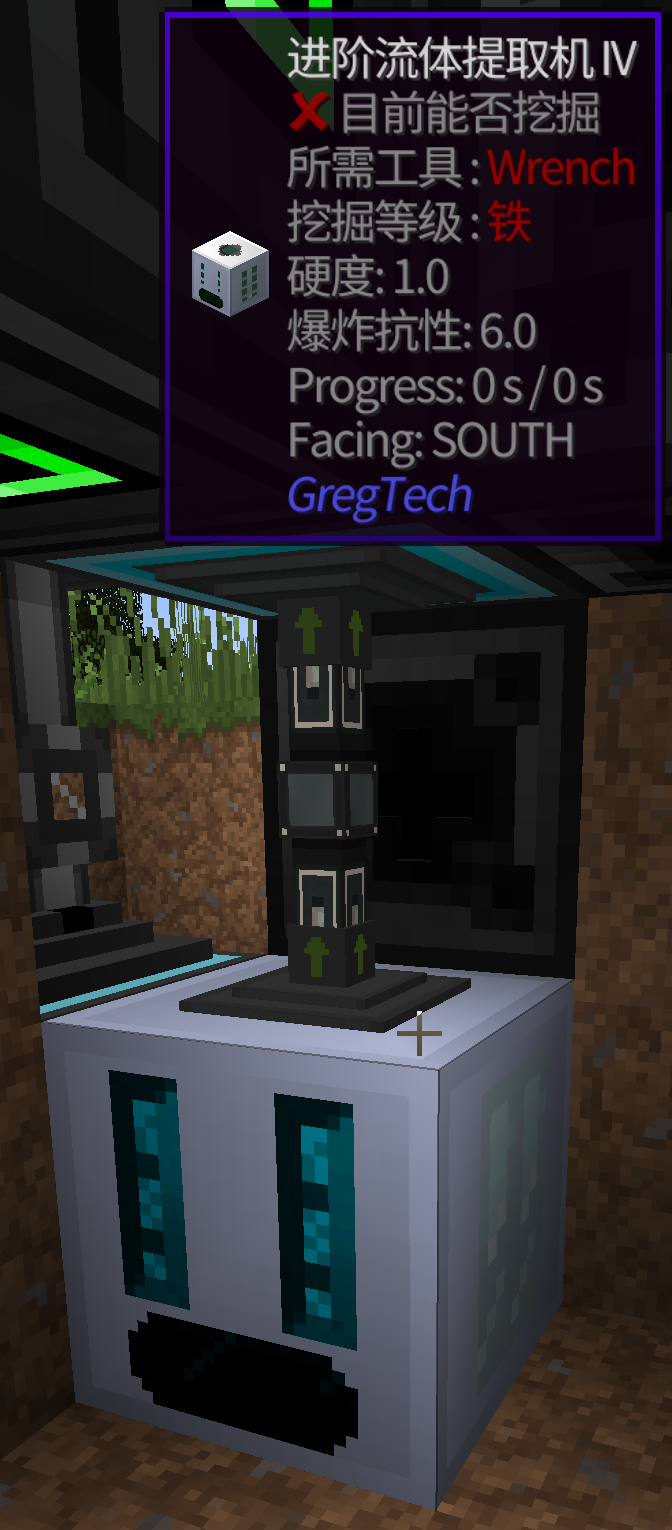 进阶流体提取机 IV
✘ 目前能否挖掘
所需工具 : Wrench
挖掘等级 : 铁
硬度: 1.0
爆炸抗性: 6.0
Progress: 0 s / 0 s
Facing: SOUTH
GregTech